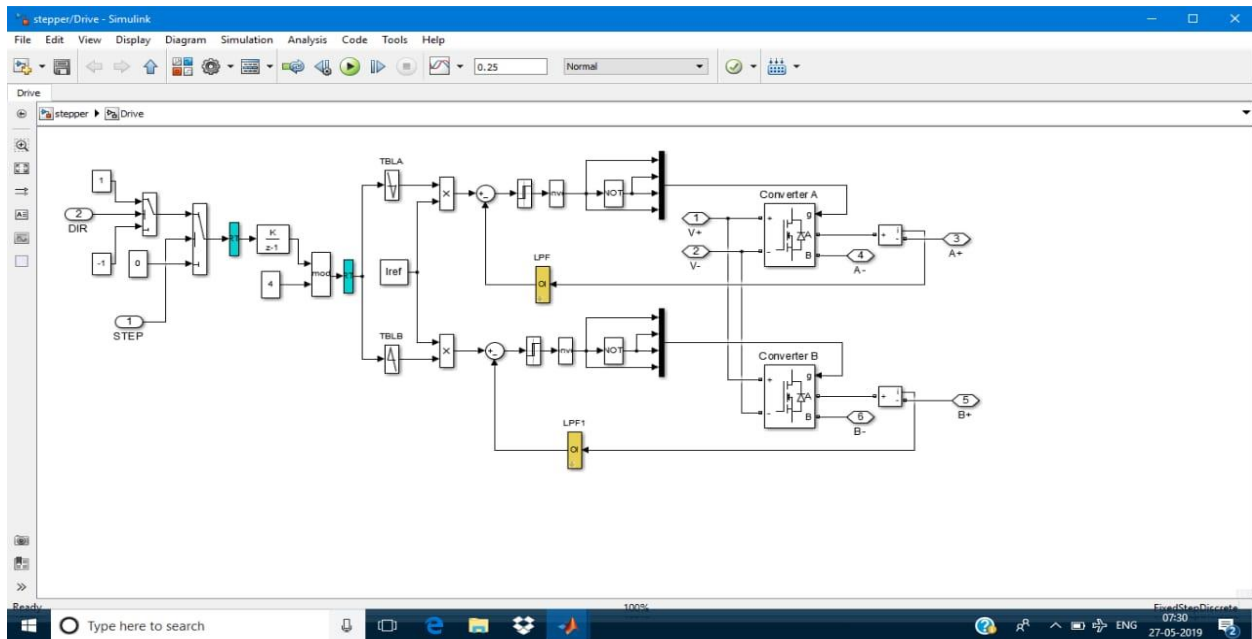 stepper/Drive - Simulink
File Edit View Display Diagram Simulation Analysis Code Tools Help
0.25 Normal
Drive
stepper Drive
1
2
DIR
-1
0
1
STEP
K
z-1
4
mod
TBLA
×
Iref
TBLB
×
+
-
NOT
LPF
+
-
NOT
LPF1
1
V+
2
V-
Converter A
+
-
g
A
B
4
A-
+
i
-
3
A+
Converter B
+
-
g
A
B
6
B-
+
i
-
5
B+
Ready 100% FixedStepDiscrete
Type here to search
ENG
07:30
27-05-2019
2